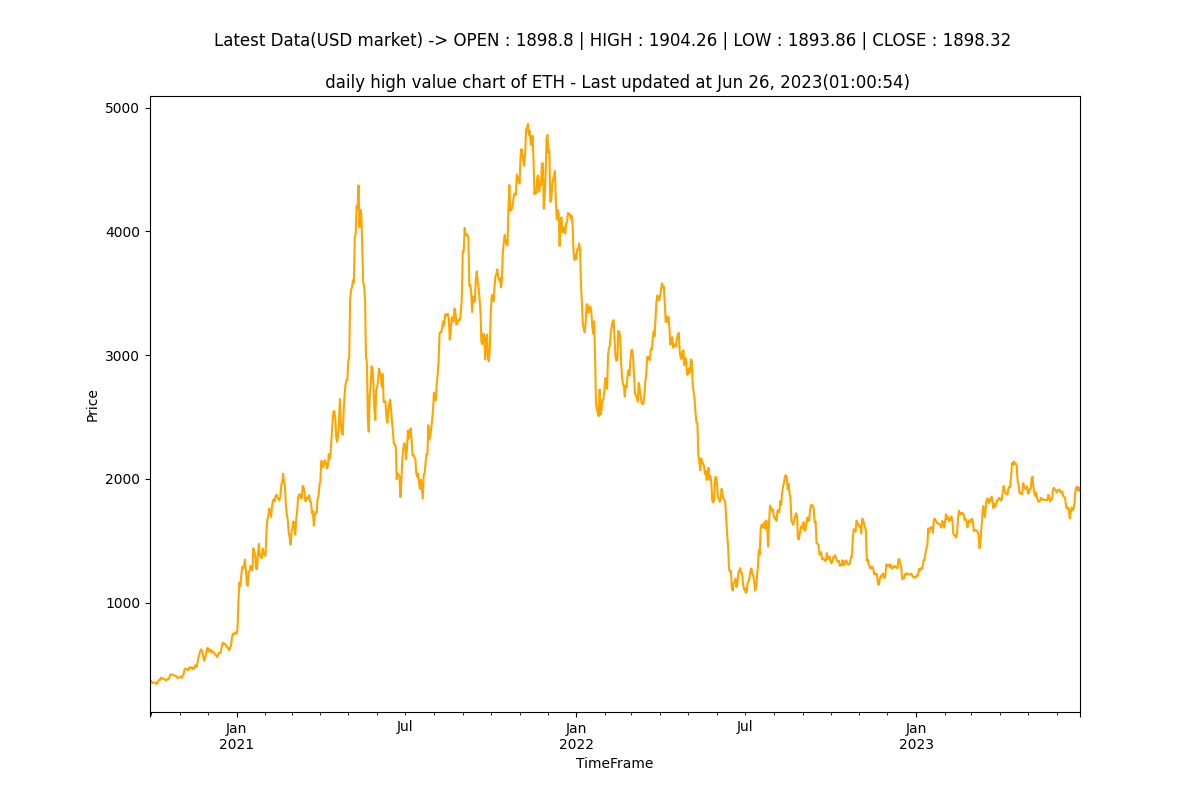 Latest Data(USD market) -> OPEN : 1898.8 | HIGH : 1904.26 | LOW : 1893.86 | CLOSE : 1898.32
daily high value chart of ETH - Last updated at Jun 26, 2023(01:00:54)
5000
4000
3000
2000
1000
Price
Jan
2021
Jul
Jan
2022
Jul
Jan
2023
TimeFrame